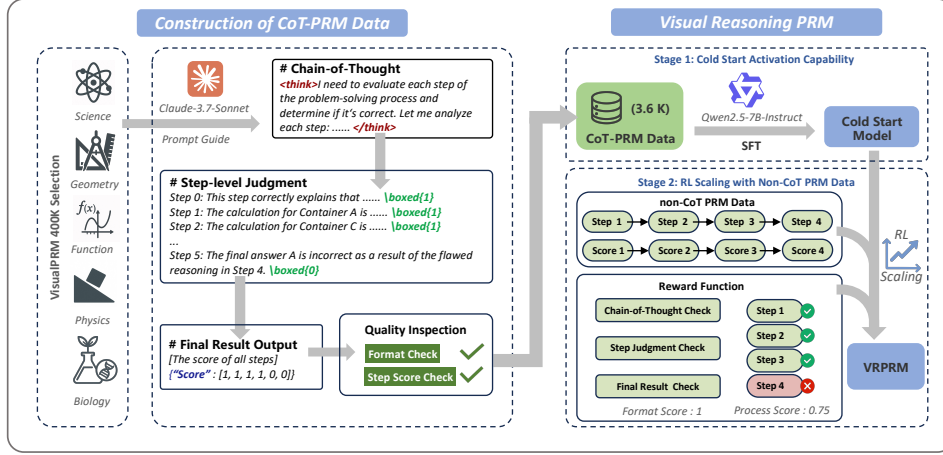 Construction of CoT-PRM Data
Visual Reasoning PRM
VisualPRM 400K Selection
Science
Geometry
f(x)
Function
Physics
Biology
Claude-3.7-Sonnet
Prompt Guide
# Chain-of-Thought
<think>I need to evaluate each step
of the problem-solving process and
determine if it's correct. Let me analyze
each step: ...... </think>
# Step-level Judgment
Step 0: This step correctly explains that ...... \boxed{1}
Step 1: The calculation for Container A is ...... \boxed{1}
Step 2: The calculation for Container C is ...... \boxed{1}
...
Step 5: The final answer A is incorrect as a result of the flawed
reasoning in Step 4. \boxed{0}
# Final Result Output
[The score of all steps]
{"Score" : [1, 1, 1, 1, 0, 0]}
Quality Inspection
Format Check
Step Score Check
Stage 1: Cold Start Activation Capability
(3.6 K)
CoT-PRM Data
Qwen2.5-7B-Instruct
SFT
Cold Start
Model
Stage 2: RL Scaling with Non-CoT PRM Data
non-CoT PRM Data
Step 1 Step 2 Step 3 Step 4
Score 1 Score 2 Score 3 Score 4
RL
Scaling
Reward Function
Chain-of-Thought Check
Step Judgment Check
Final Result Check
Step 1
Step 2
Step 3
Step 4
Format Score : 1
Process Score : 0.75
VRPRM